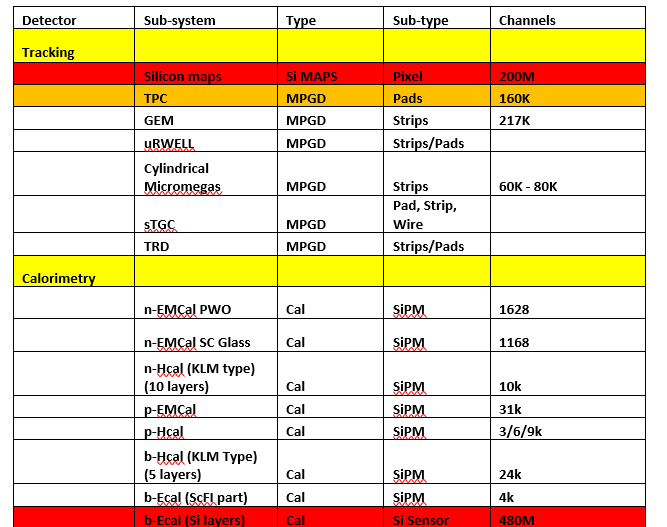 Detector Sub-system Type Sub-type Channels
Tracking
Silicon maps Si MAPS Pixel 200M
TPC MPGD Pads 160K
GEM MPGD Strips 217K
uRWELL MPGD Strips/Pads
Cylindrical
Micromegas MPGD Strips 60K - 80K
Pad, Strip,
sTGC MPGD Wire
TRD MPGD Strips/Pads
Calorimetry
n-EMCal PWO Cal SiPM 1628
n-EMCal SC Glass Cal SiPM 1168
n-Hcal (KLM type)
(10 layers) Cal SiPM 10k
p-EMCal Cal SiPM 31k
p-Hcal Cal SiPM 3/6/9k
b-Hcal (KLM Type)
(5 layers) Cal SiPM 24k
b-Ecal (ScFI part) Cal SiPM 4k
b-Ecal (Si layers) Cal Si Sensor 480M